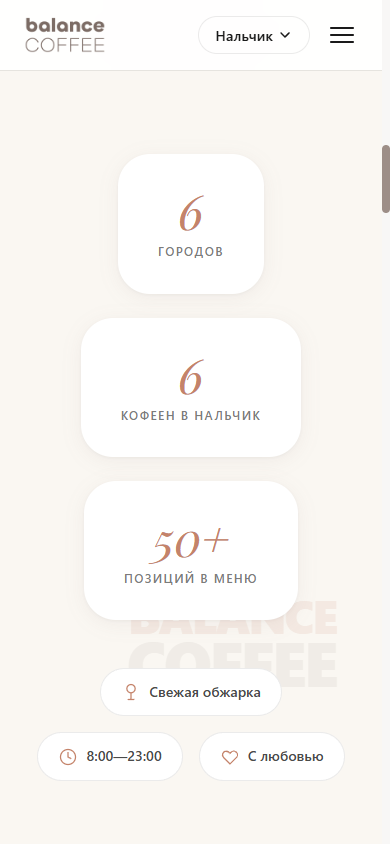 balance
COFFEE
Нальчик
6
ГОРОДОВ
6
КОФЕЕН В НАЛЬЧИК
50+
ПОЗИЦИЙ В МЕНЮ
BALANCE
COFFEE
Свежая обжарка
8:00—23:00
С любовью